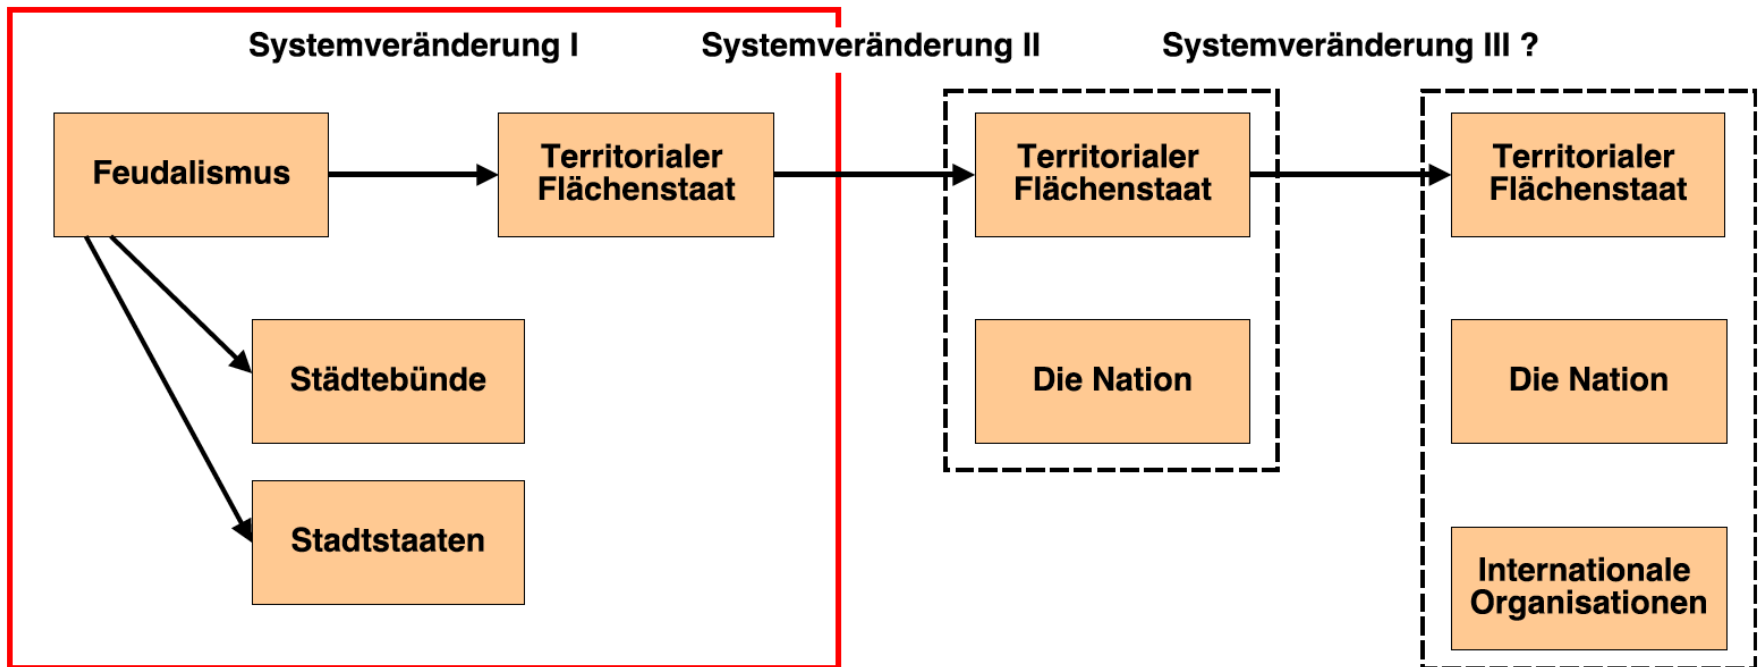 Systemveränderung I
Systemveränderung II
Systemveränderung III ?
Feudalismus
Territorialer
Flächenstaat
Territorialer
Flächenstaat
Territorialer
Flächenstaat
Städtebünde
Die Nation
Die Nation
Stadtstaaten
Internationale
Organisationen